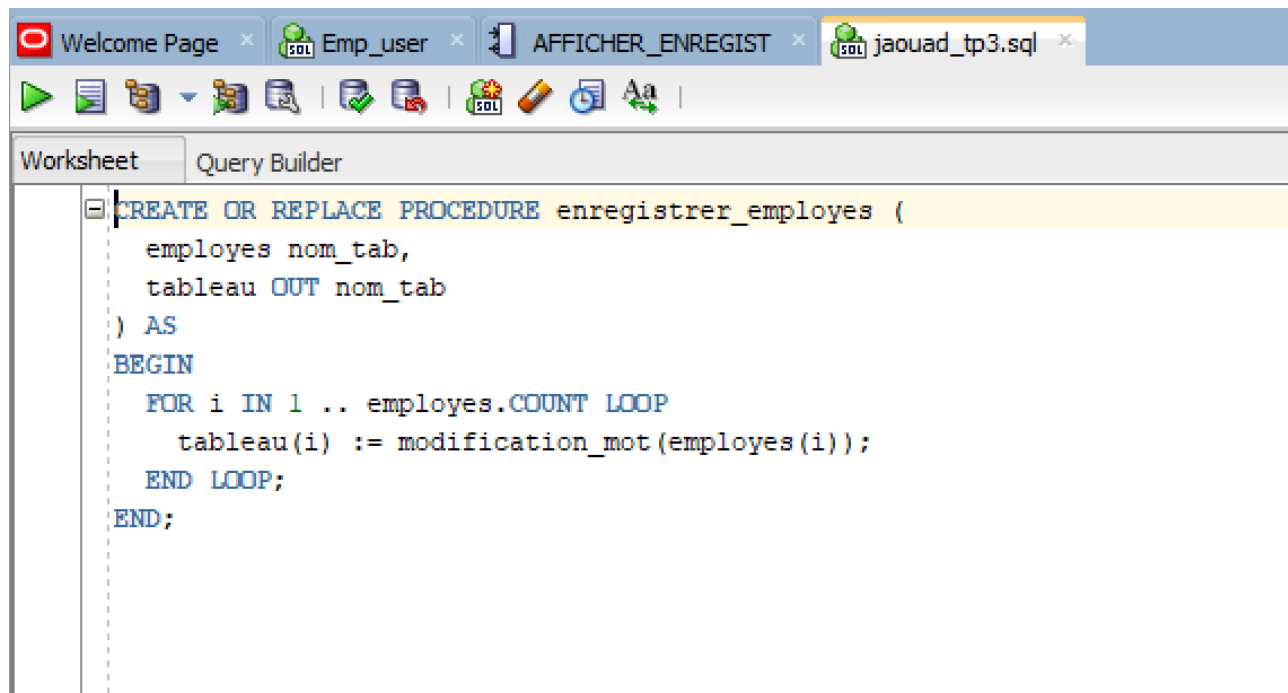 Welcome Page Emp_user AFFICHER_ENREGIST jaouad_tp3.sql
Worksheet Query Builder
CREATE OR REPLACE PROCEDURE enregistrer_employes (
employes nom_tab,
tableau OUT nom_tab
) AS
BEGIN
FOR i IN 1 .. employes.COUNT LOOP
tableau(i) := modification_mot(employes(i));
END LOOP;
END;